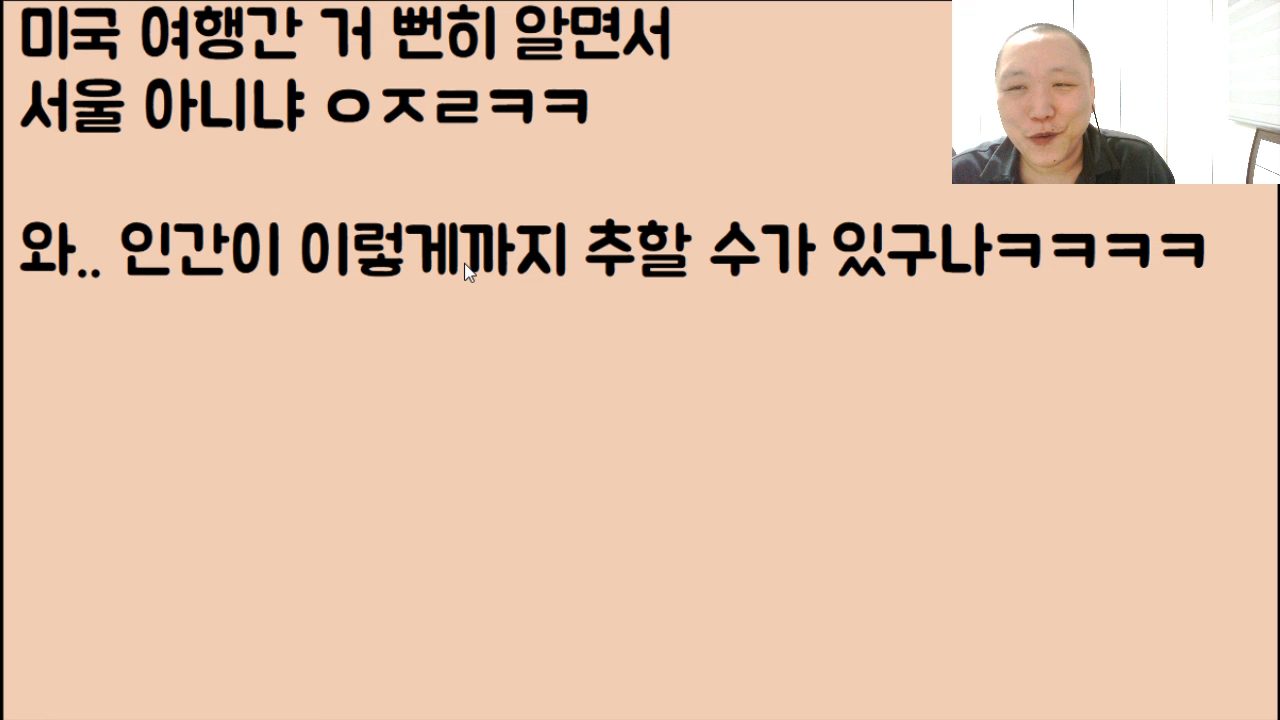 미국 여행간 거 뻔히 알면서
서울 아니냐 ㅇㅈㄹㅋㅋ
와.. 인간이 이렇게까지 추할 수가 있구나ㅋㅋㅋㅋ